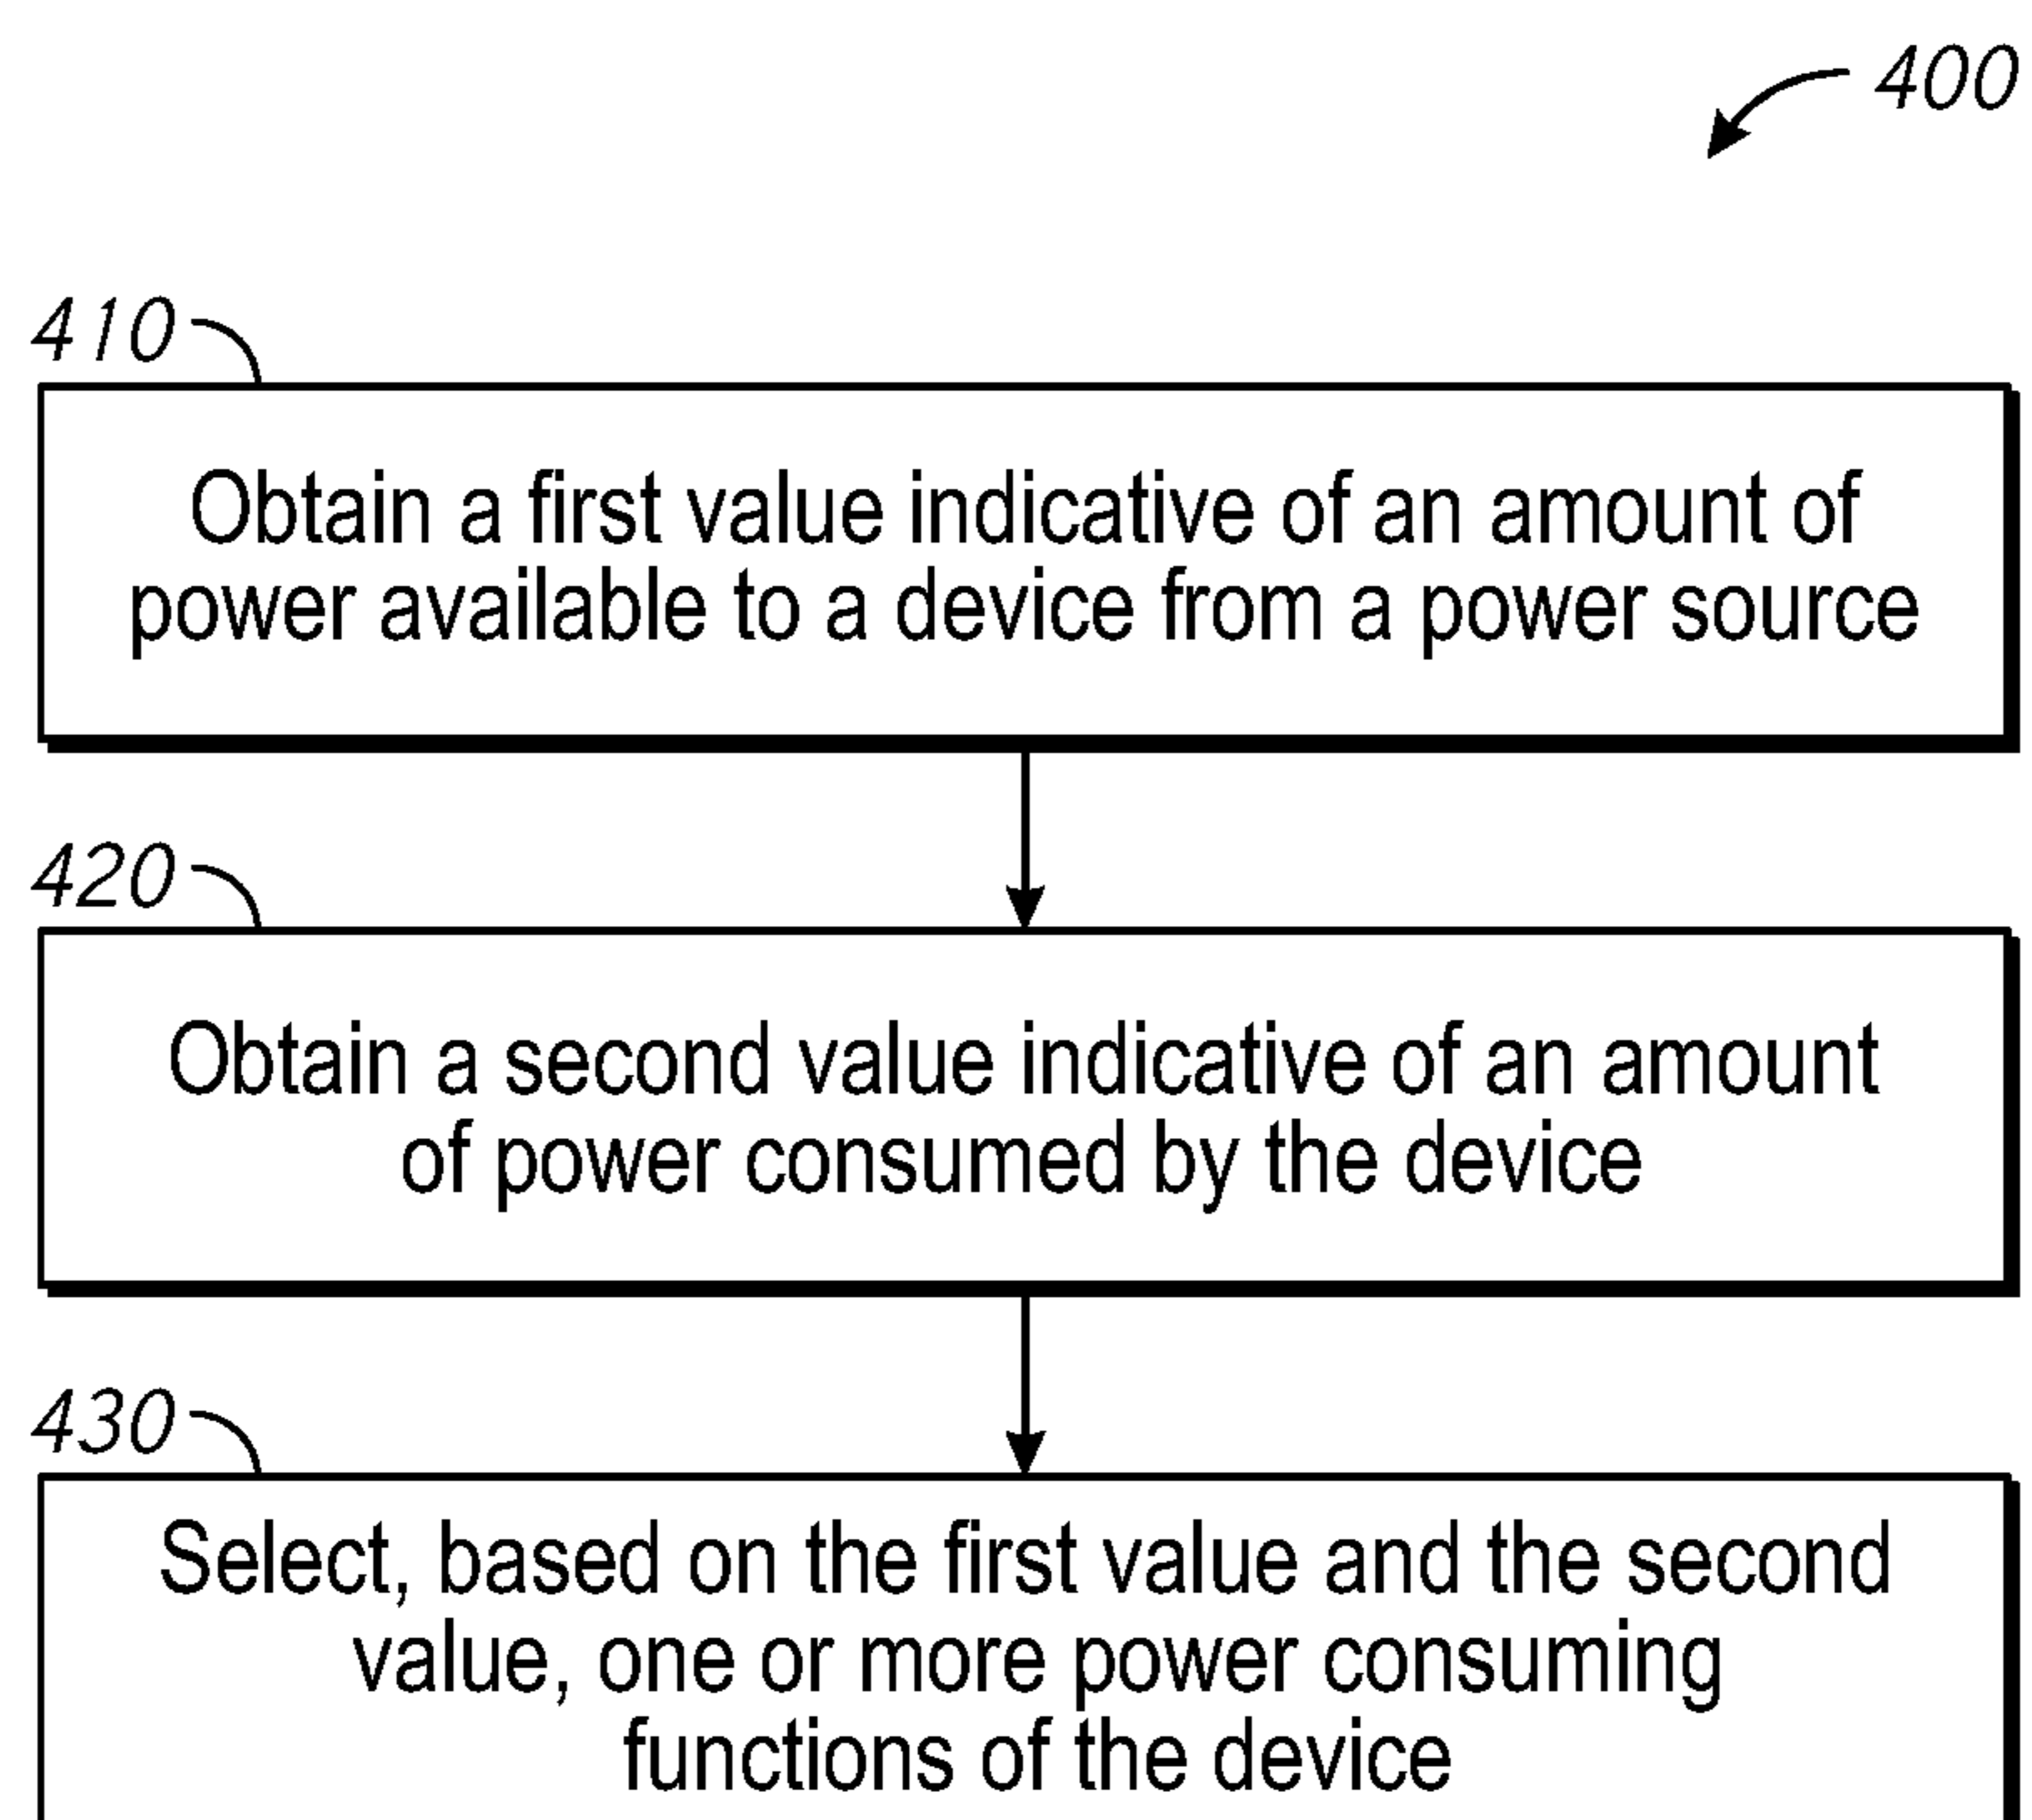 400
410
Obtain a first value indicative of an amount of
power available to a device from a power source
420
Obtain a second value indicative of an amount
of power consumed by the device
430
Select, based on the first value and the second
value, one or more power consuming
functions of the device